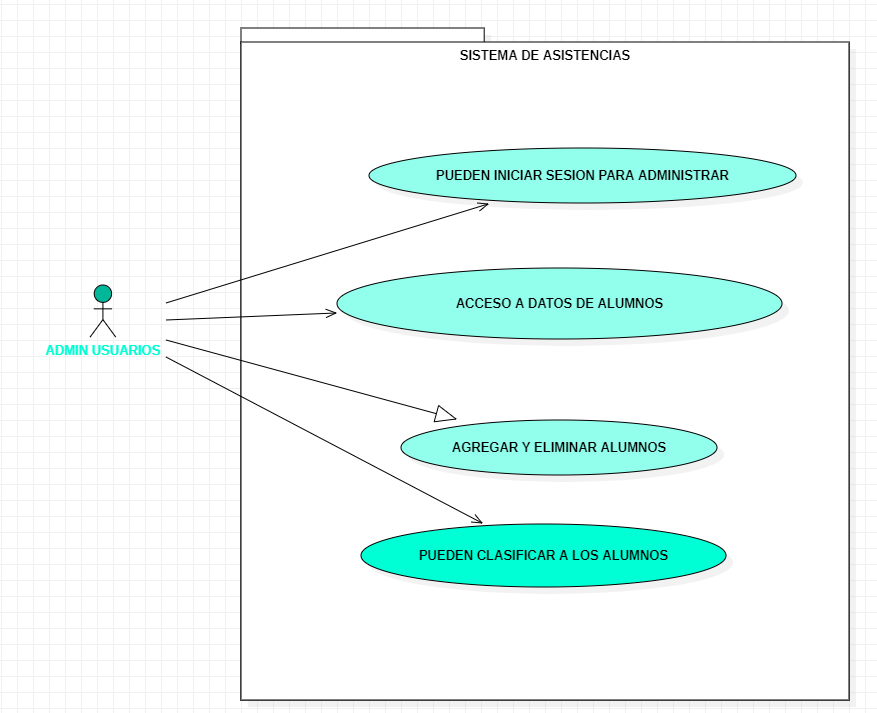 SISTEMA DE ASISTENCIAS
PUEDEN INICIAR SESION PARA ADMINISTRAR
ACCESO A DATOS DE ALUMNOS
ADMIN USUARIOS
AGREGAR Y ELIMINAR ALUMNOS
PUEDEN CLASIFICAR A LOS ALUMNOS